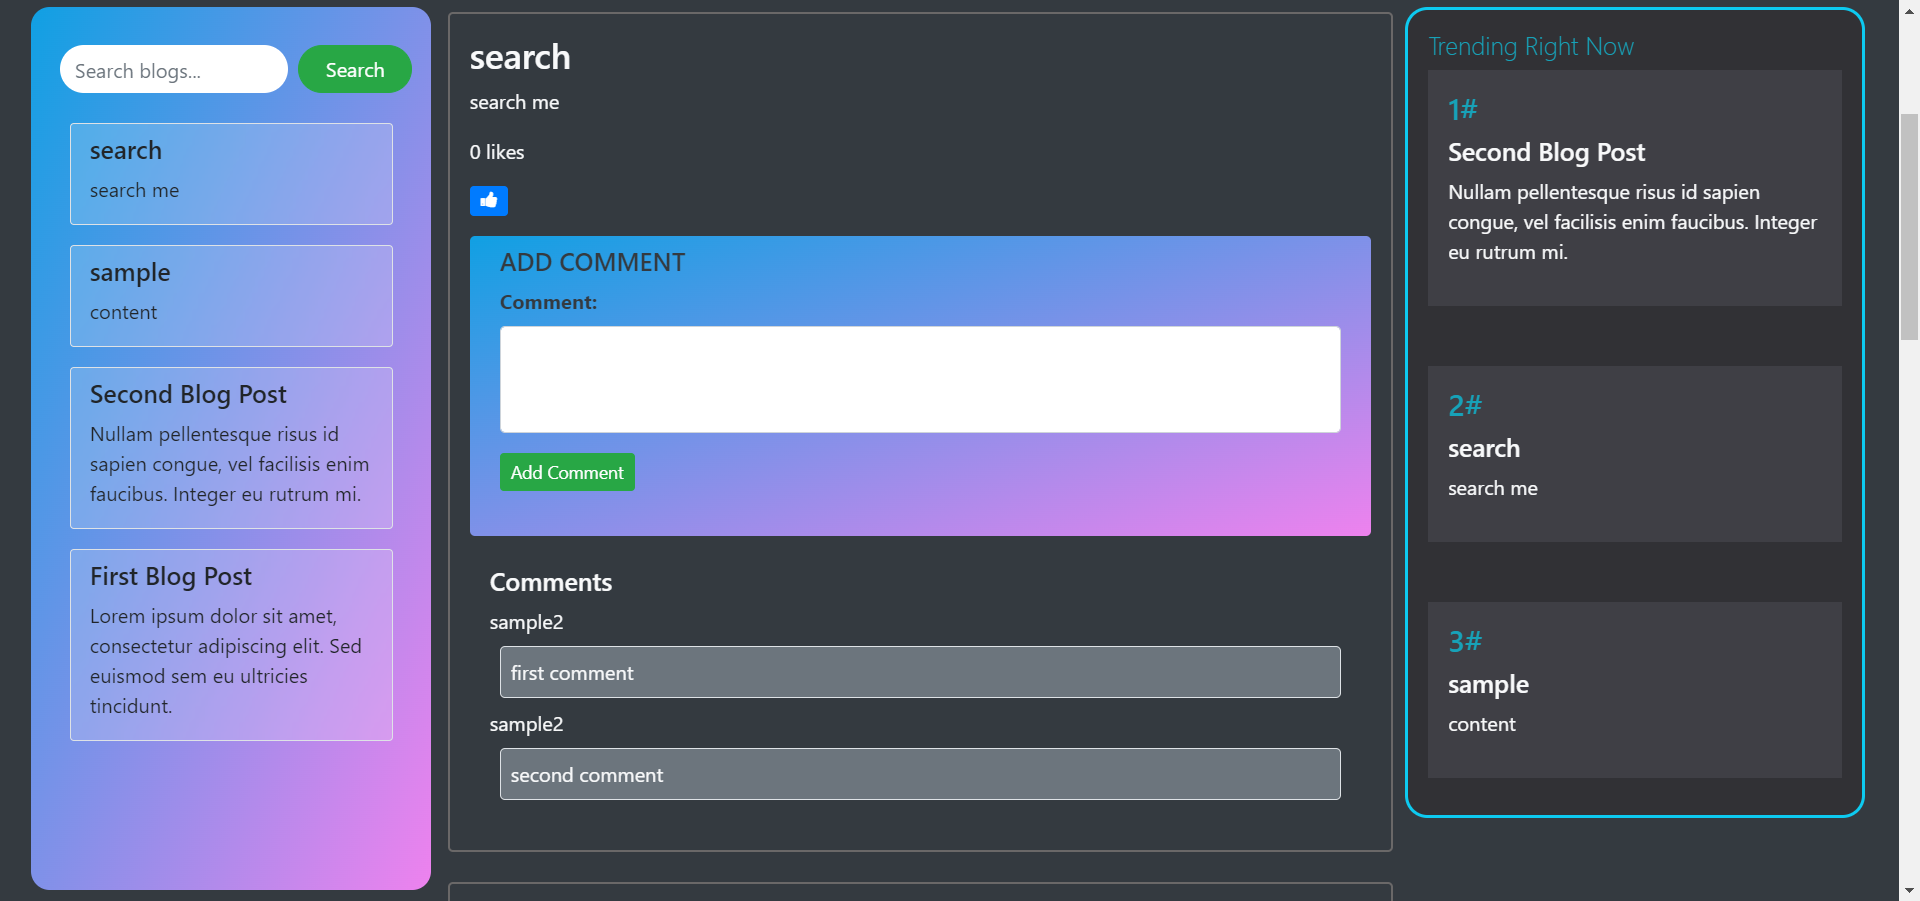 Search blogs...
Search
search
search me
sample
content
Second Blog Post
Nullam pellentesque risus id
sapien congue, vel facilisis enim
faucibus. Integer eu rutrum mi.
First Blog Post
Lorem ipsum dolor sit amet,
consectetur adipiscing elit. Sed
euismod sem eu ultricies
tincidunt.
search
search me
0 likes
ADD COMMENT
Comment:
Add Comment
Comments
sample2
first comment
sample2
second comment
Trending Right Now
1#
Second Blog Post
Nullam pellentesque risus id sapien
congue, vel facilisis enim faucibus. Integer
eu rutrum mi.
2#
search
search me
3#
sample
content